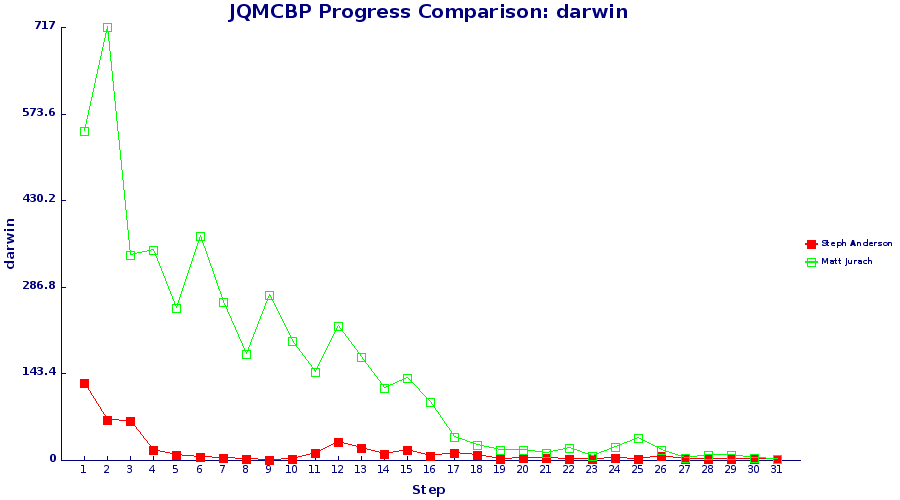 JQMCBP Progress Comparison: darwin
717
573.6
430.2
286.8
143.4
0
darwin
1 2 3 4 5 6 7 8 9 10 11 12 13 14 15 16 17 18 19 20 21 22 23 24 25 26 27 28 29 30 31
Step
Steph Anderson
Matt Jurach